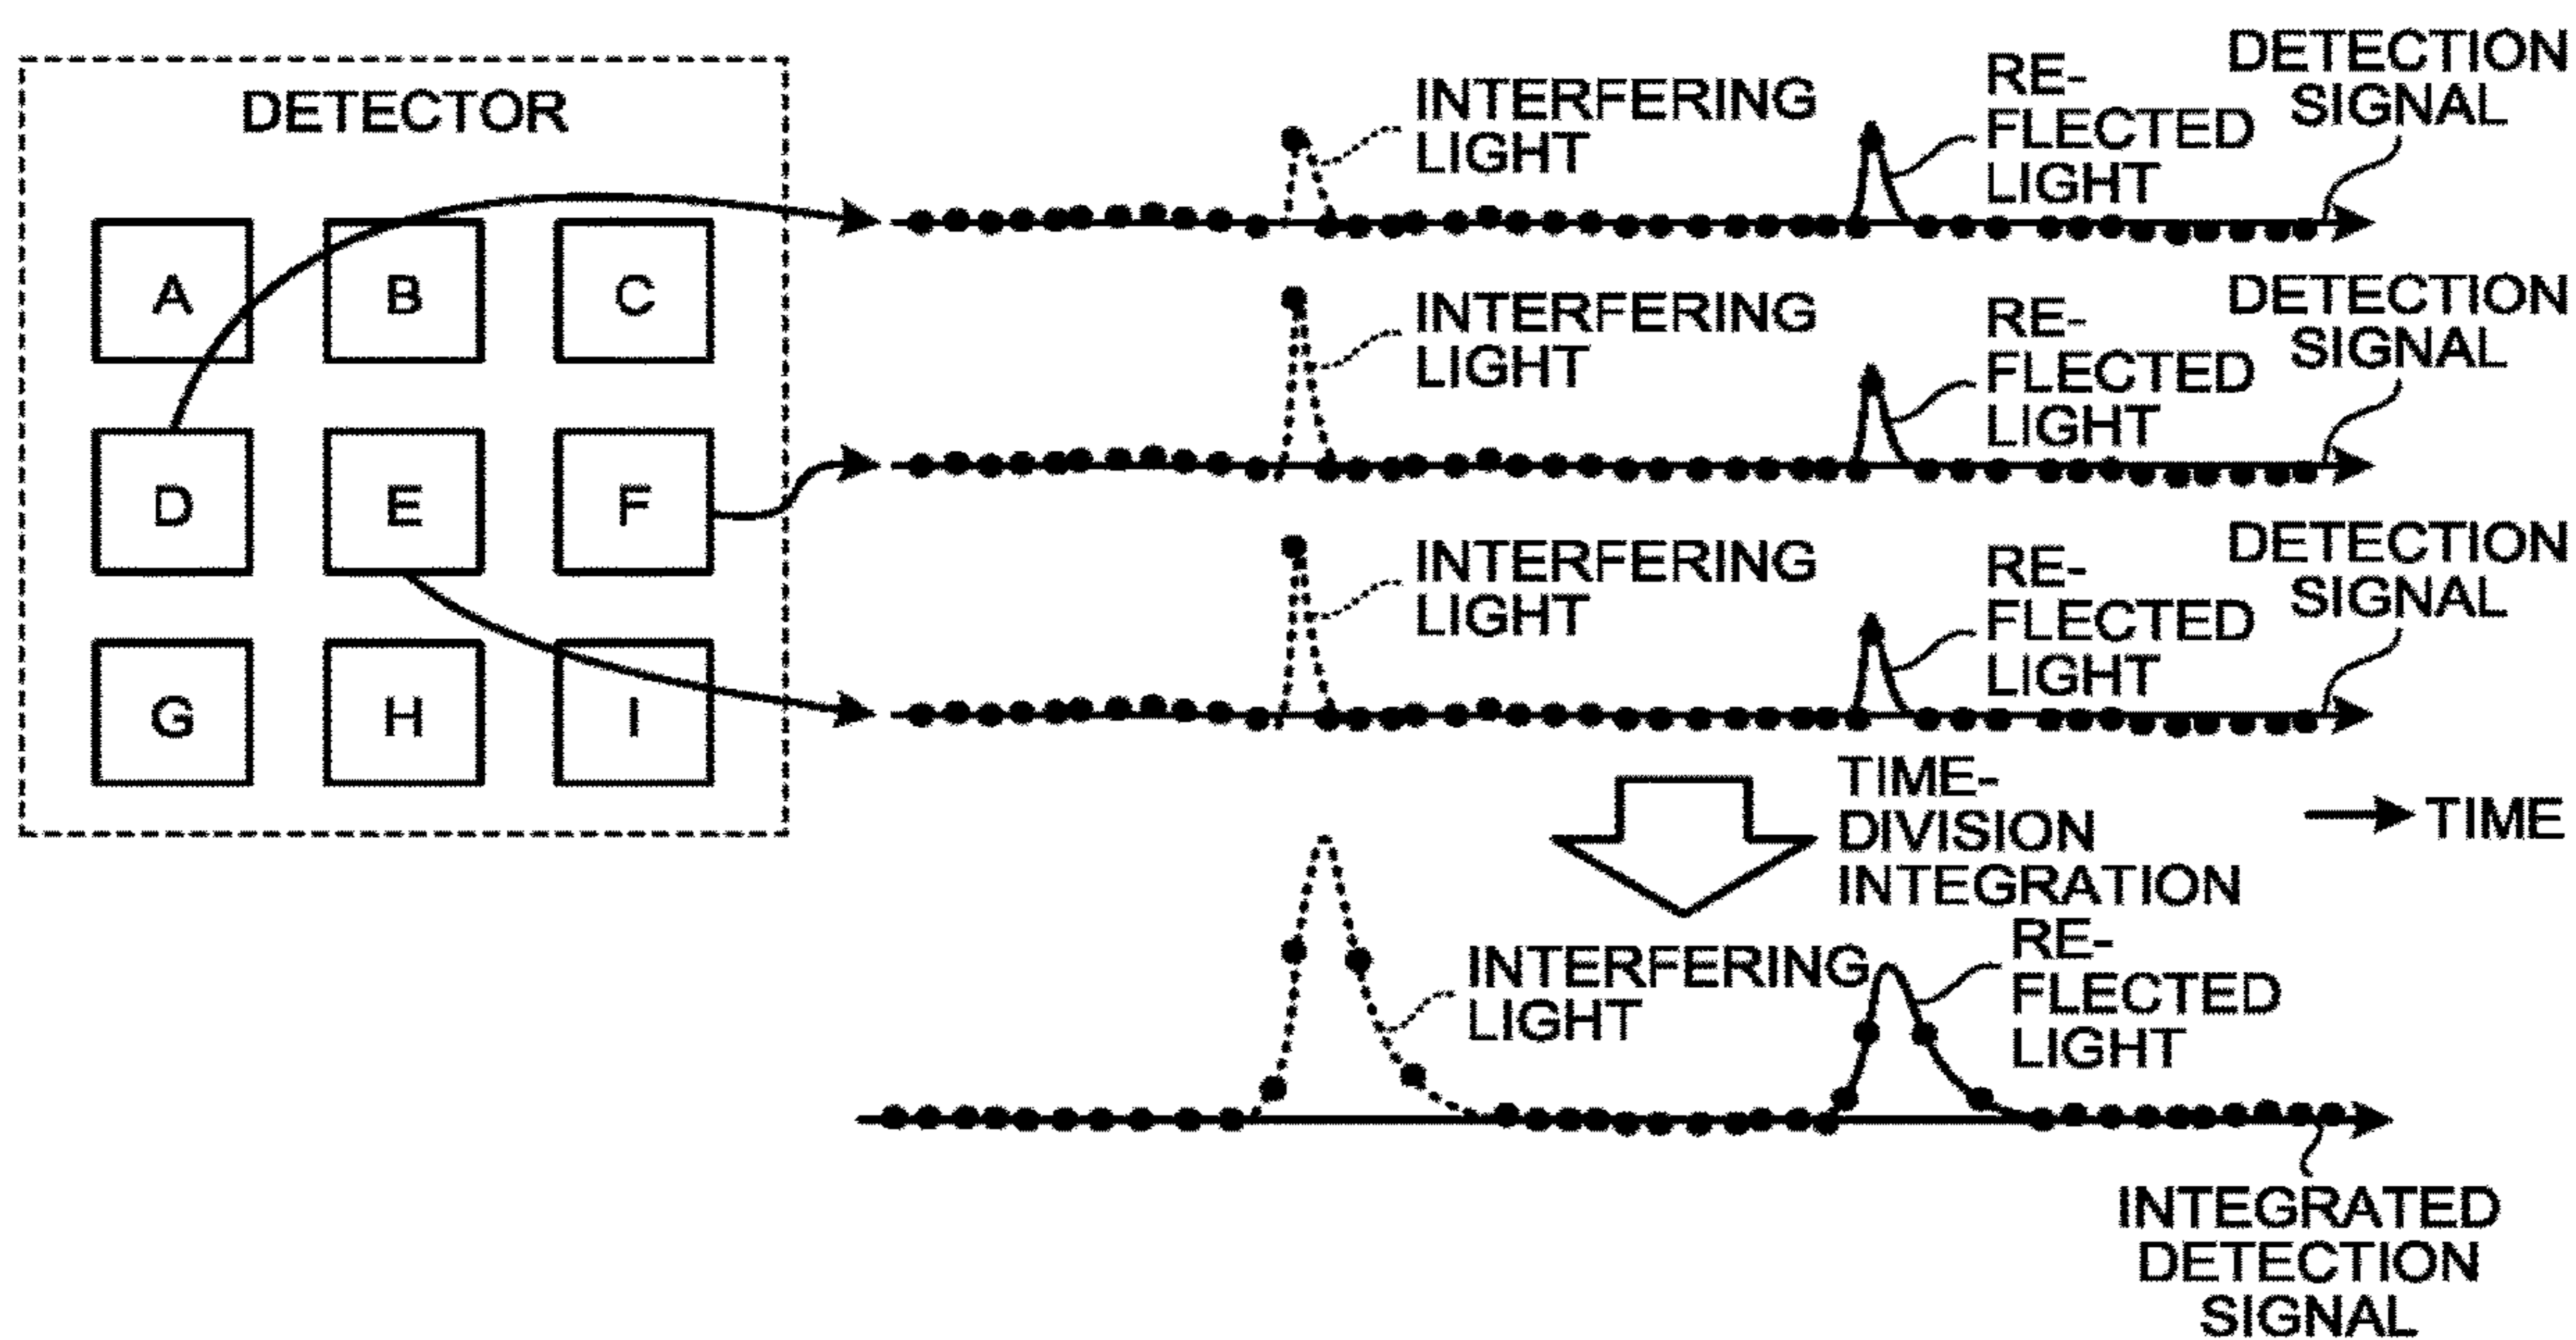 DETECTOR
A B C
D E F
G H I
INTERFERING
LIGHT
RE-
FLECTED
LIGHT
DETECTION
SIGNAL
INTERFERING
LIGHT
RE-
FLECTED
LIGHT
DETECTION
SIGNAL
INTERFERING
LIGHT
RE-
FLECTED
LIGHT
DETECTION
SIGNAL
TIME-
DIVISION
INTEGRATION
TIME
INTERFERING
LIGHT
RE-
FLECTED
LIGHT
INTEGRATED
DETECTION
SIGNAL